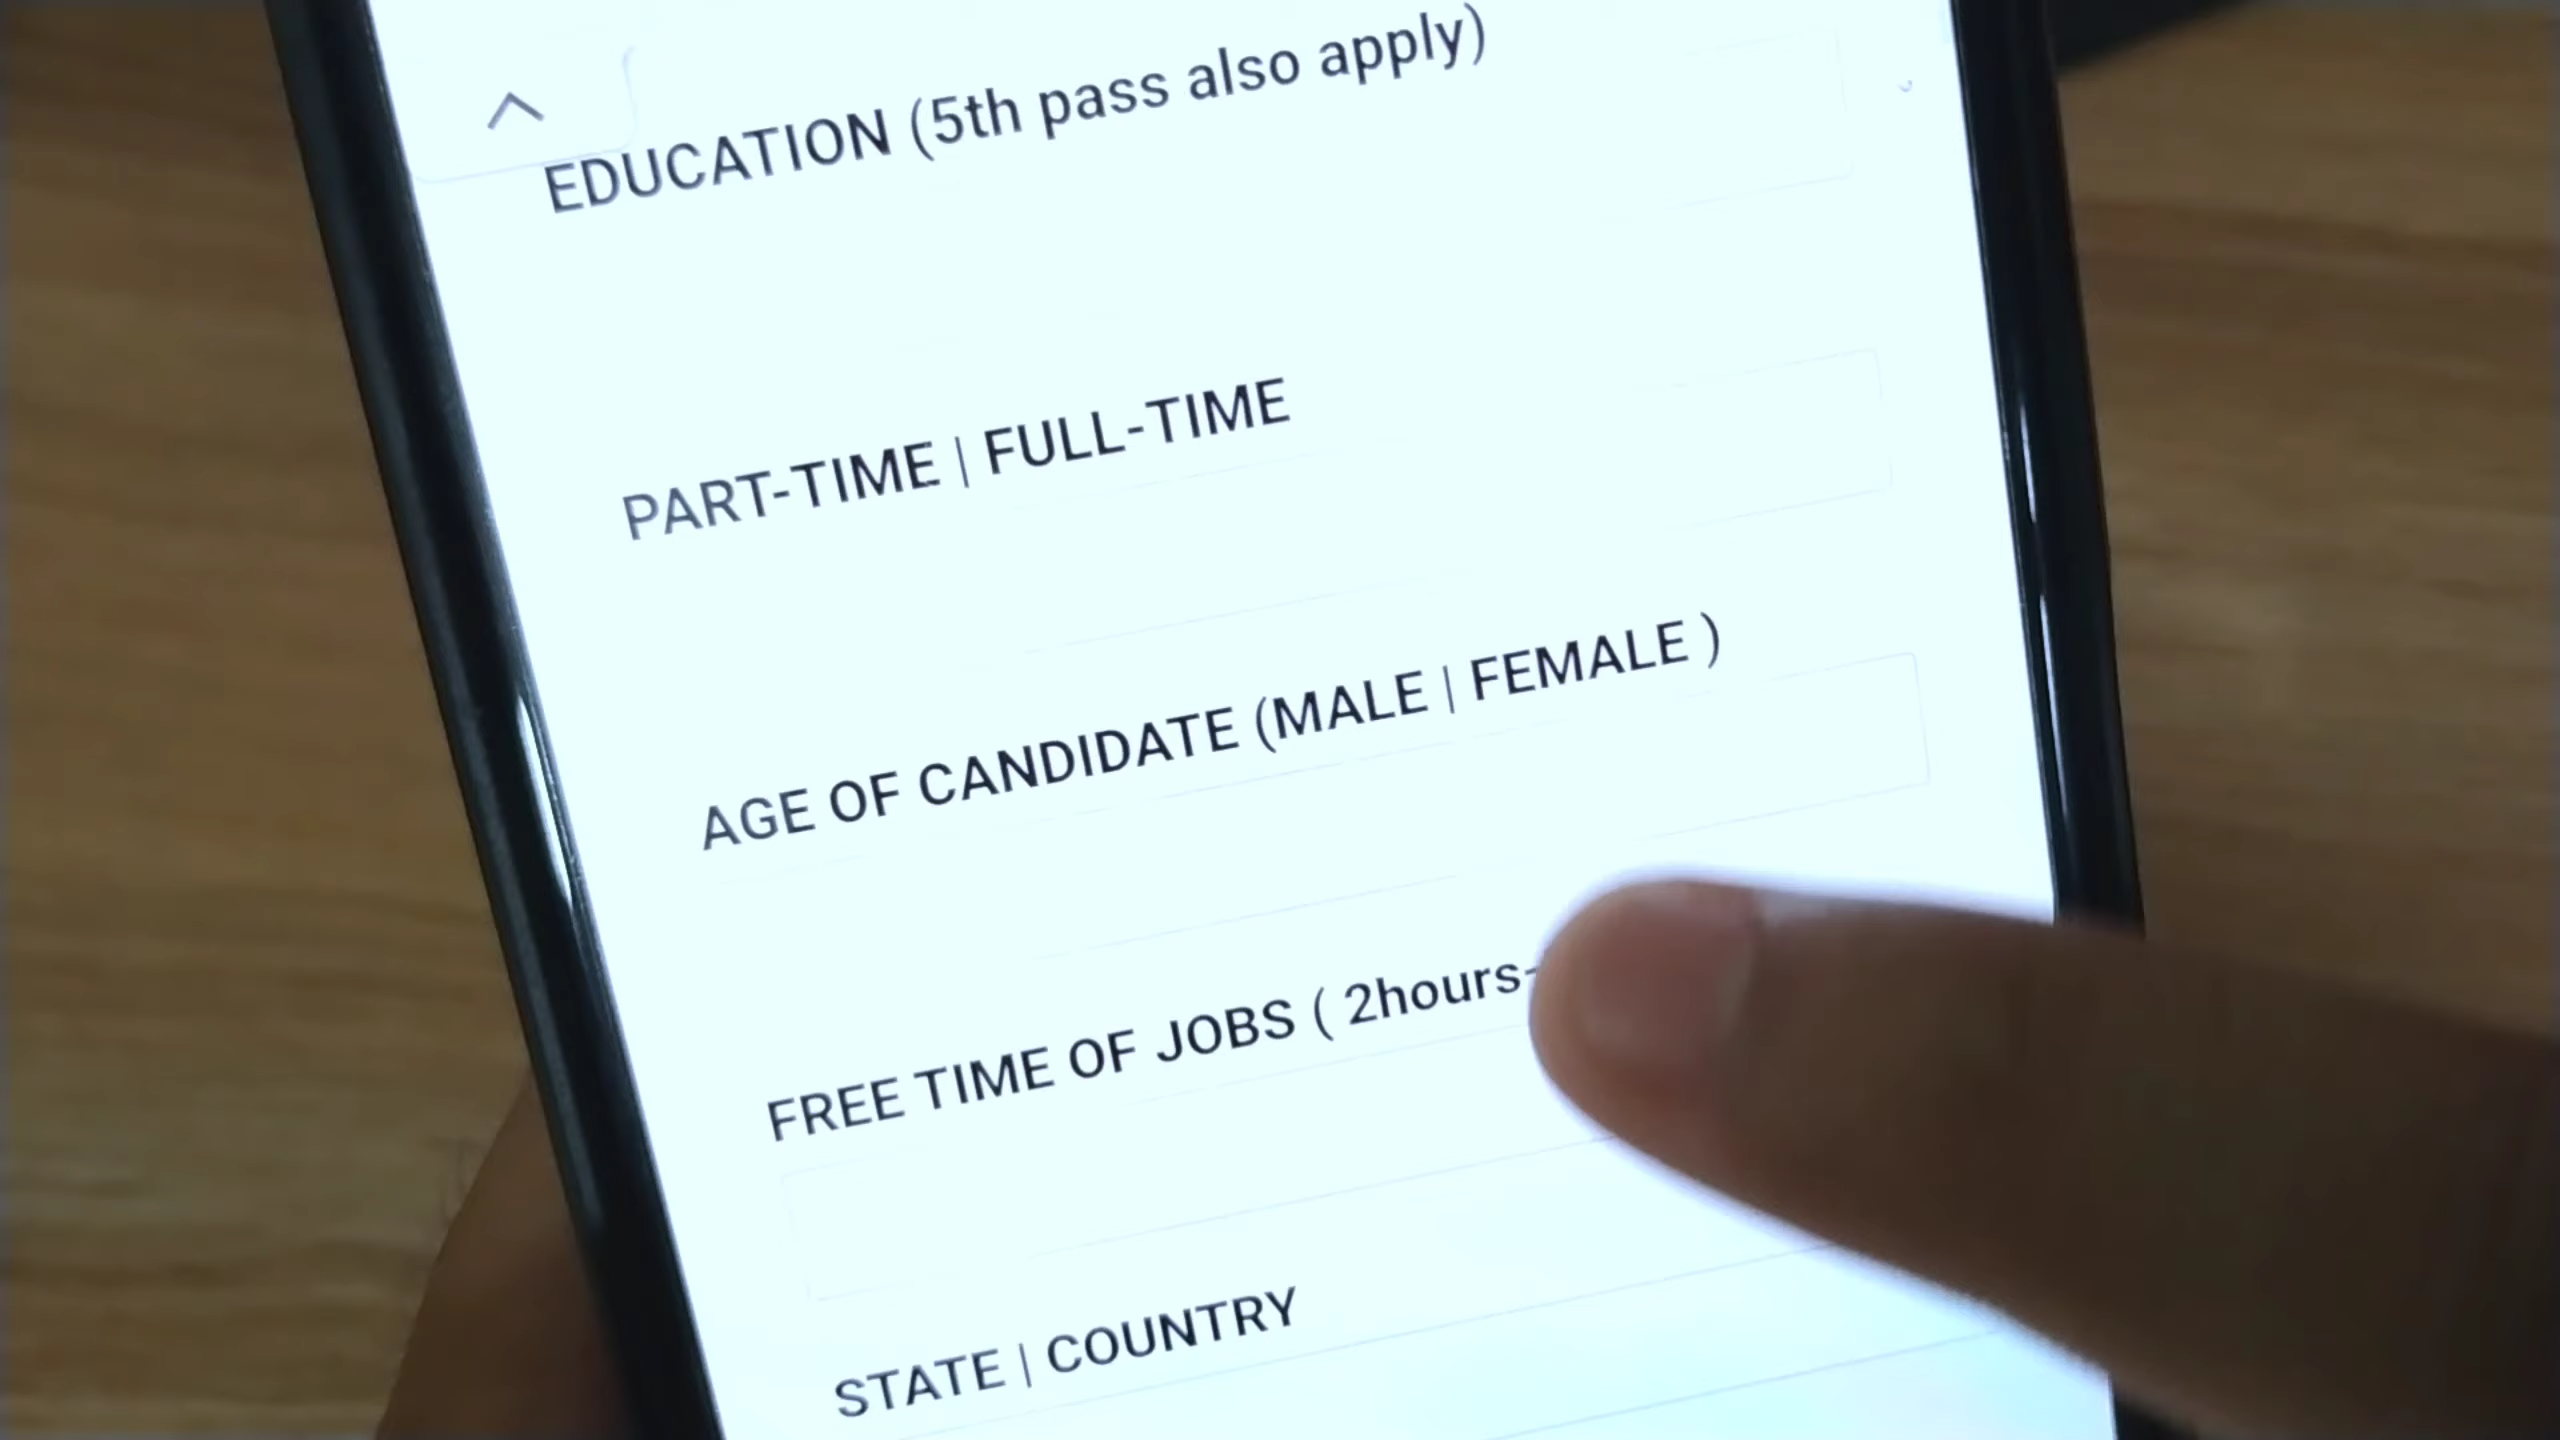 EDUCATION (5th pass also apply)
PART-TIME | FULL-TIME
AGE OF CANDIDATE (MALE | FEMALE )
FREE TIME OF JOBS ( 2hours-
STATE | COUNTRY